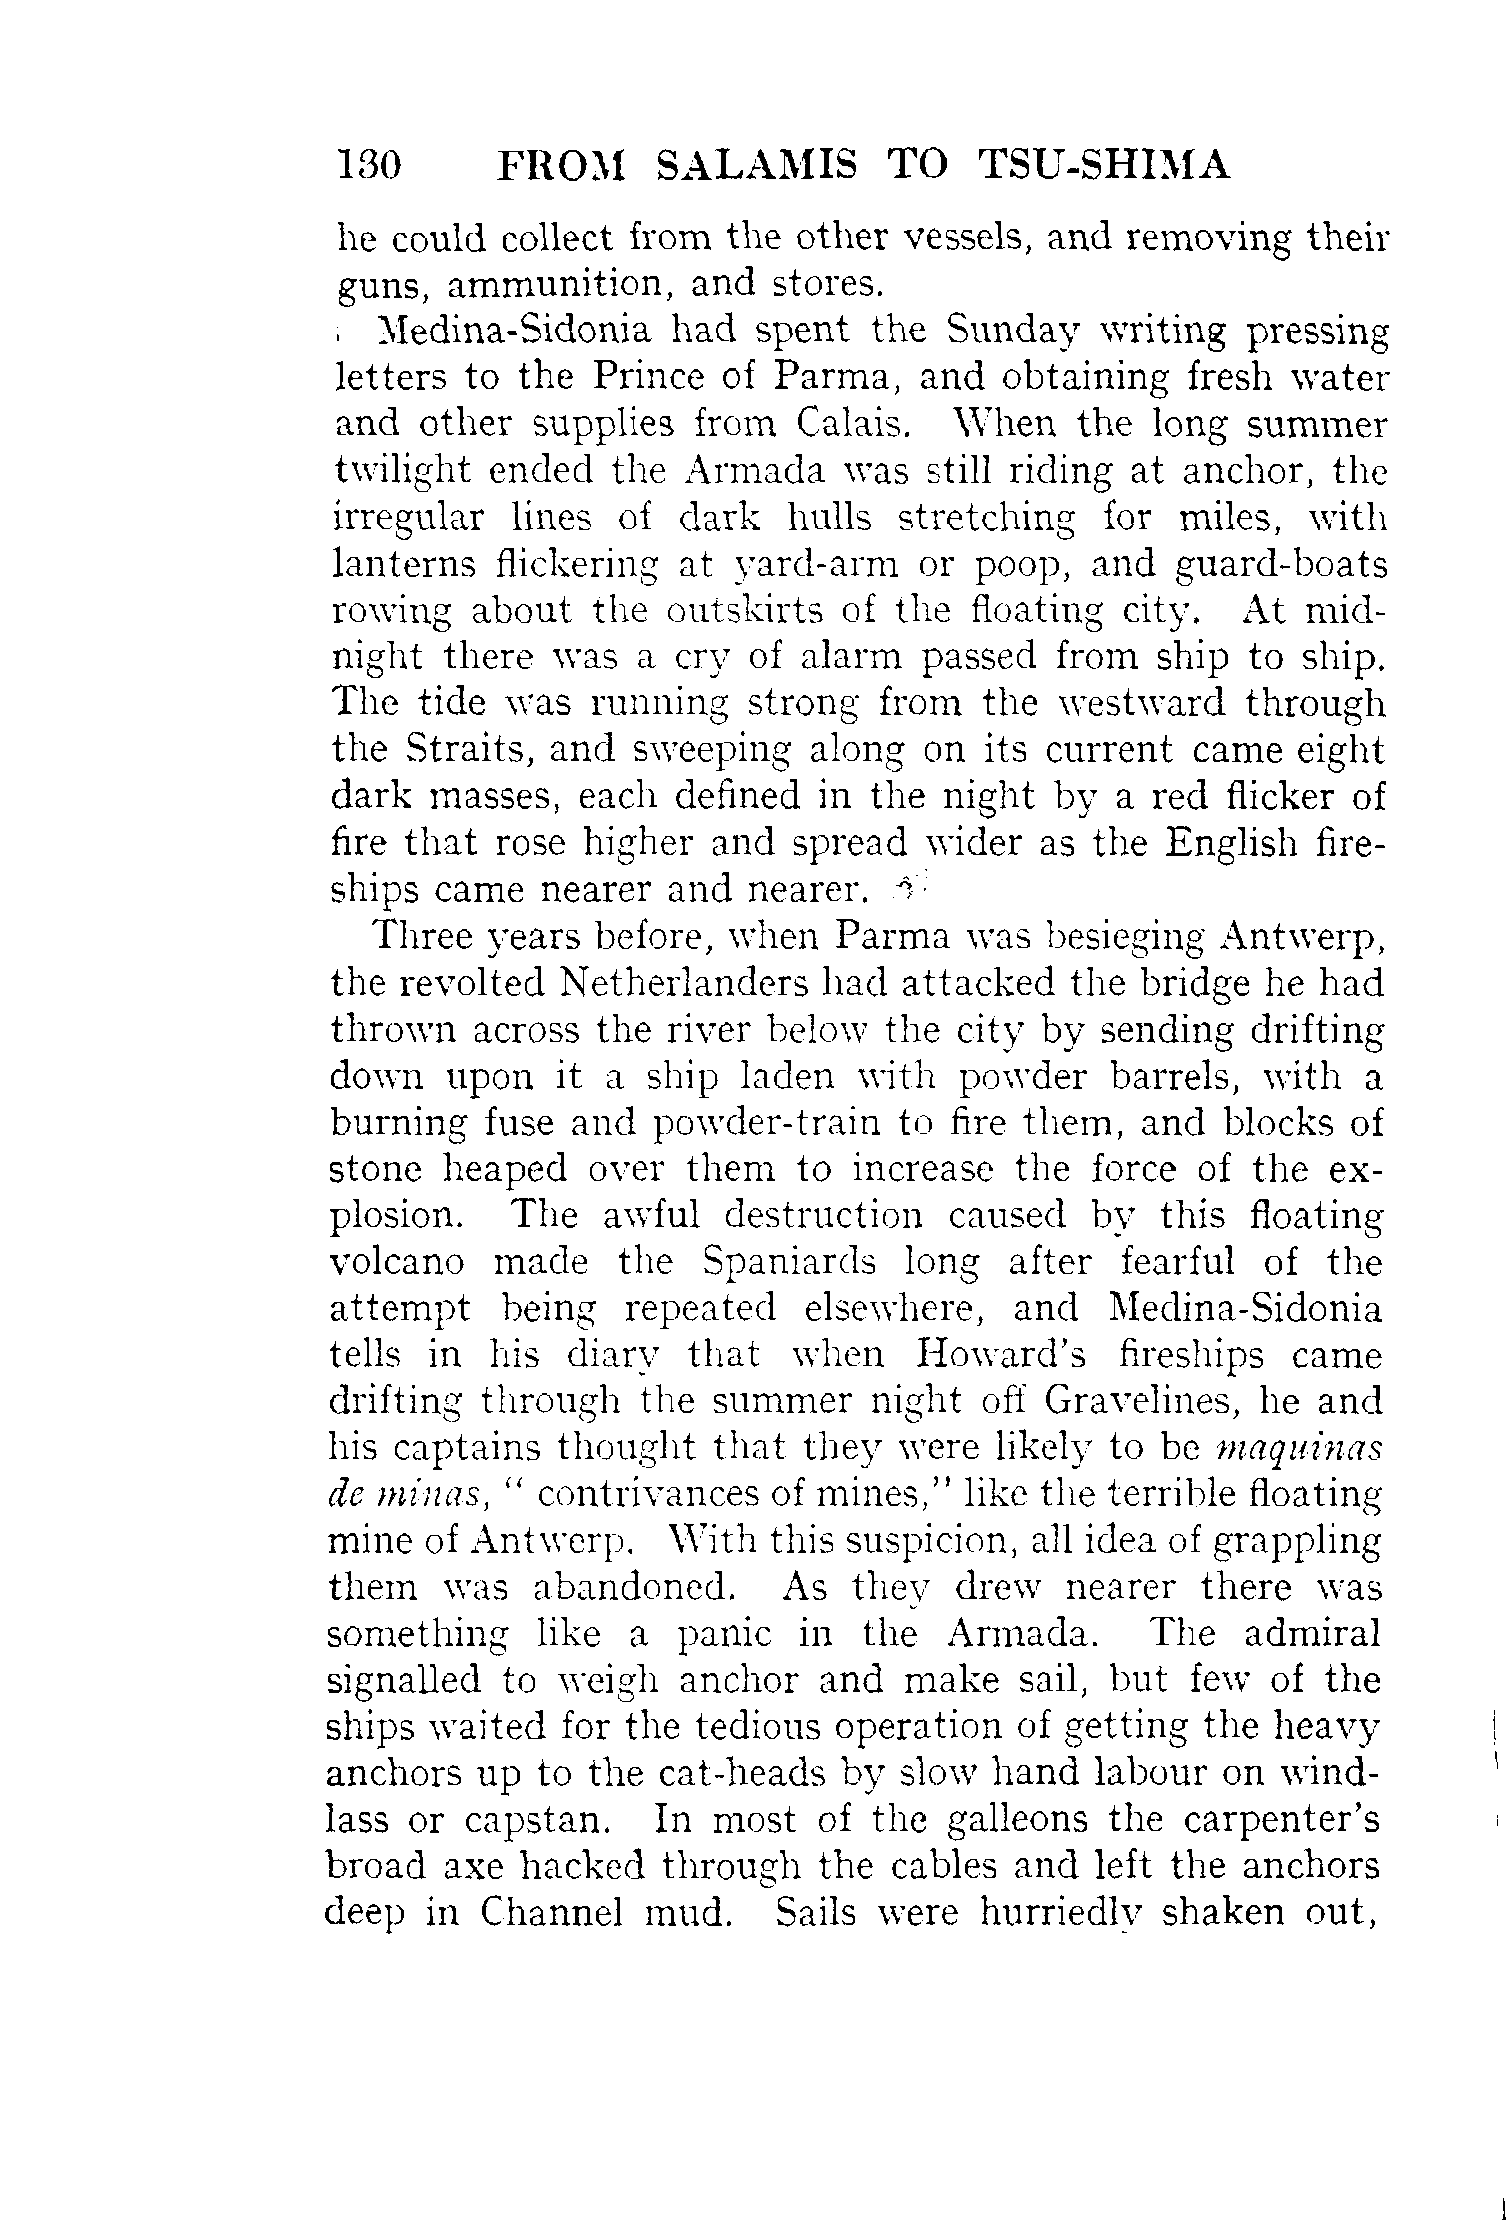 130 FROM SALAMIS TO TSU-SHIMA
he could collect from the other vessels, and removing their
guns, ammunition, and stores.
Medina-Sidonia had spent the Sunday writing pressing
letters to the Prince of Parma, and obtaining fresh water
and other supplies from Calais. When the long summer
twilight ended the Armada was still riding at anchor, the
irregular lines of dark hulls stretching for miles, with
lanterns flickering at yard-arm or poop, and guard-boats
rowing about the outskirts of the floating city. At mid-
night there was a cry of alarm passed from ship to ship.
The tide was running strong from the westward through
the Straits, and sweeping along on its current came eight
dark masses, each defined in the night by a red flicker of
fire that rose higher and spread wider as the English fire-
ships came nearer and nearer.
Three years before, when Parma was besieging Antwerp,
the revolted Netherlanders had attacked the bridge he had
thrown across the river below the city by sending drifting
down upon it a ship laden with powder barrels, with a
burning fuse and powder-train to fire them, and blocks of
stone heaped over them to increase the force of the ex-
plosion. The awful destruction caused by this floating
volcano made the Spaniards long after fearful of the
attempt being repeated elsewhere, and Medina-Sidonia
tells in his diary that when Howard's fireships came
drifting through the summer night off Gravelines, he and
his captains thought that they were likely to be maquinas
de minas, " contrivances of mines," like the terrible floating
mine of Antwerp. With this suspicion, all idea of grappling
them was abandoned. As they drew nearer there was
something like a panic in the Armada. The admiral
signalled to weigh anchor and make sail, but few of the
ships waited for the tedious operation of getting the heavy
anchors up to the cat-heads by slow hand labour on wind-
lass or capstan. In most of the galleons the carpenter's
broad axe hacked through the cables and left the anchors
deep in Channel mud. Sails were hurriedly shaken out,